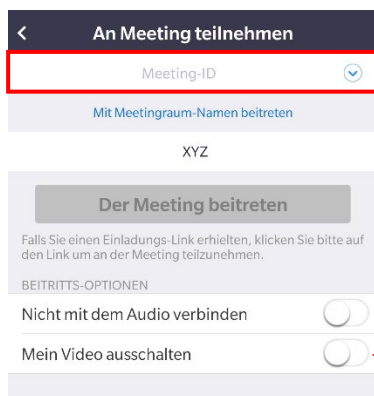 An Meeting teilnehmen
Meeting-ID
Mit Meetingraum-Namen beitreten
XYZ
Der Meeting beitreten
Falls Sie einen Einladungs-Link erhielten, klicken Sie bitte auf
den Link um an der Meeting teilzunehmen.
BEITRITTS-OPTIONEN
Nicht mit dem Audio verbinden
Mein Video ausschalten